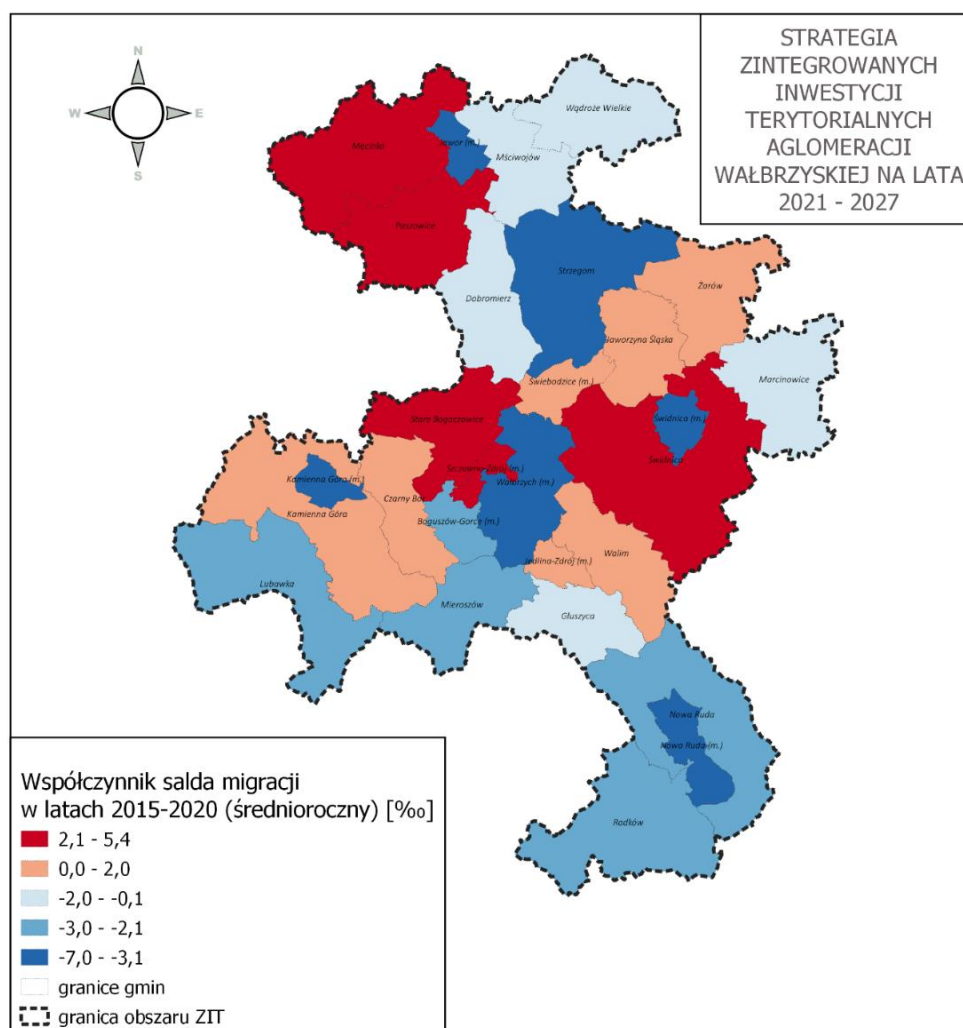 STRATEGIA
ZINTEGROWANYCH
INWESTYCJI
TERYTORIALNYCH
AGLOMERACJI
WAŁBRZYSKIEJ NA LATA
2021 - 2027
N
W E
S
Wądroże Wielkie
Męcinka
Jawor (m.)
Mściwojów
Paszowice
Strzegom
Żarów
Dobromierz
Jaworzyna Śląska
Świebodzice (m.)
Marcinowice
Stare Bogaczowice
Świdnica (m.)
Świdnica
Szczawno-Zdrój (m.)
Kamienna Góra (m.)
Wałbrzych (m.)
Czarny Bór
Kamienna Góra
Boguszów-Gorce (m.)
Walim
Jedlina-Zdrój (m.)
Lubawka
Mieroszów
Głuszyca
Nowa Ruda
Nowa Ruda (m.)
Radków
Współczynnik salda migracji
w latach 2015-2020 (średnioroczny) [‰]
2,1 - 5,4
0,0 - 2,0
-2,0 - -0,1
-3,0 - -2,1
-7,0 - -3,1
granice gmin
granica obszaru ZIT